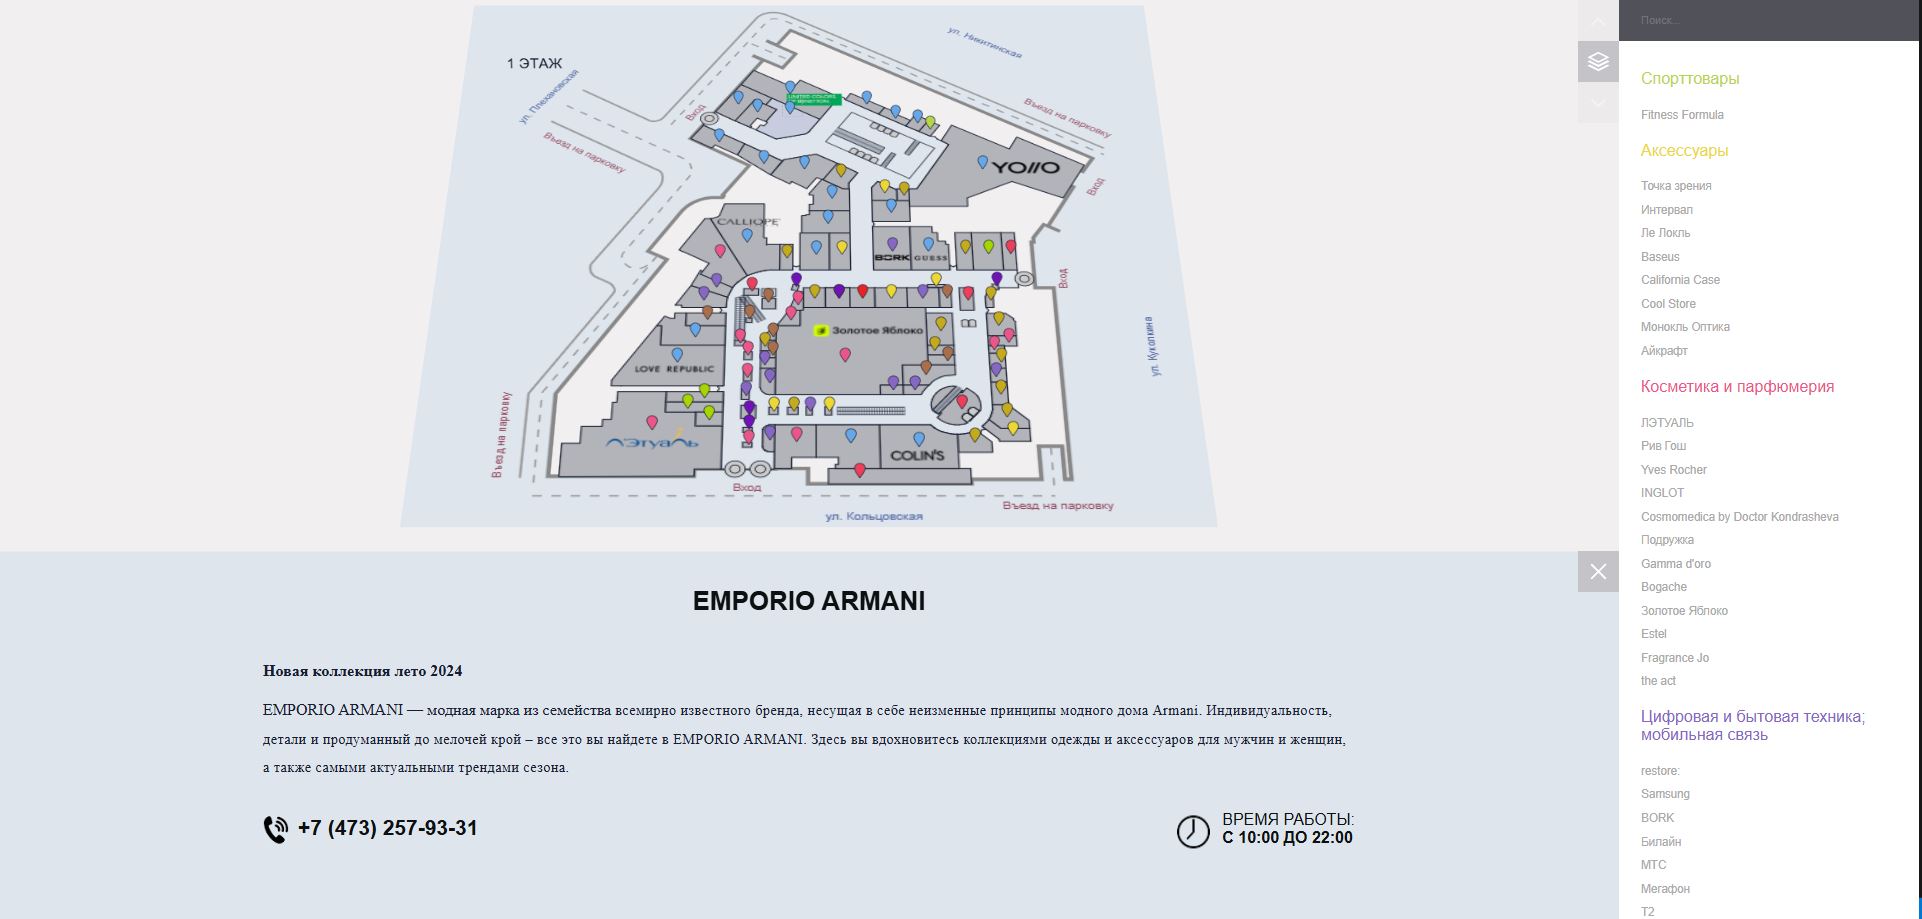 1 ЭТАЖ
ул. Плехановская
ул. Никитинская
Въезд на парковку
Въезд на парковку
Вход
UNITED COLORS
OF BENETTON
YOllO
Вход
CALLIOPE
BORK
GUESS
Вход
Золотое Яблоко
LOVE REPUBLIC
Въезд на парковку
Л'Этуаль
COLIN'S
Вход
Въезд на парковку
ул. Кольцовская
EMPORIO ARMANI
Новая коллекция лето 2024
EMPORIO ARMANI — модная марка из семейства всемирно известного бренда, несущая в себе неизменные принципы модного дома Armani. Индивидуальность,
детали и продуманный до мелочей крой – все это вы найдете в EMPORIO ARMANI. Здесь вы вдохновитесь коллекциями одежды и аксессуаров для мужчин и женщин,
а также самыми актуальными трендами сезона.
+7 (473) 257-93-31
ВРЕМЯ РАБОТЫ:
С 10:00 ДО 22:00
Поиск...
Спорттовары
Fitness Formula
Аксессуары
Точка зрения
Интервал
Ле Локль
Baseus
California Case
Cool Store
Монокль Оптика
Айкрафт
Косметика и парфюмерия
ЛЭТУАЛЬ
Рив Гош
Yves Rocher
INGLOT
Cosmomedica by Doctor Kondrasheva
Подружка
Gamma d'oro
Bogache
Золотое Яблоко
Estel
Fragrance Jo
the act
Цифровая и бытовая техника;
мобильная связь
restore:
Samsung
BORK
Билайн
МТС
Мегафон
T2